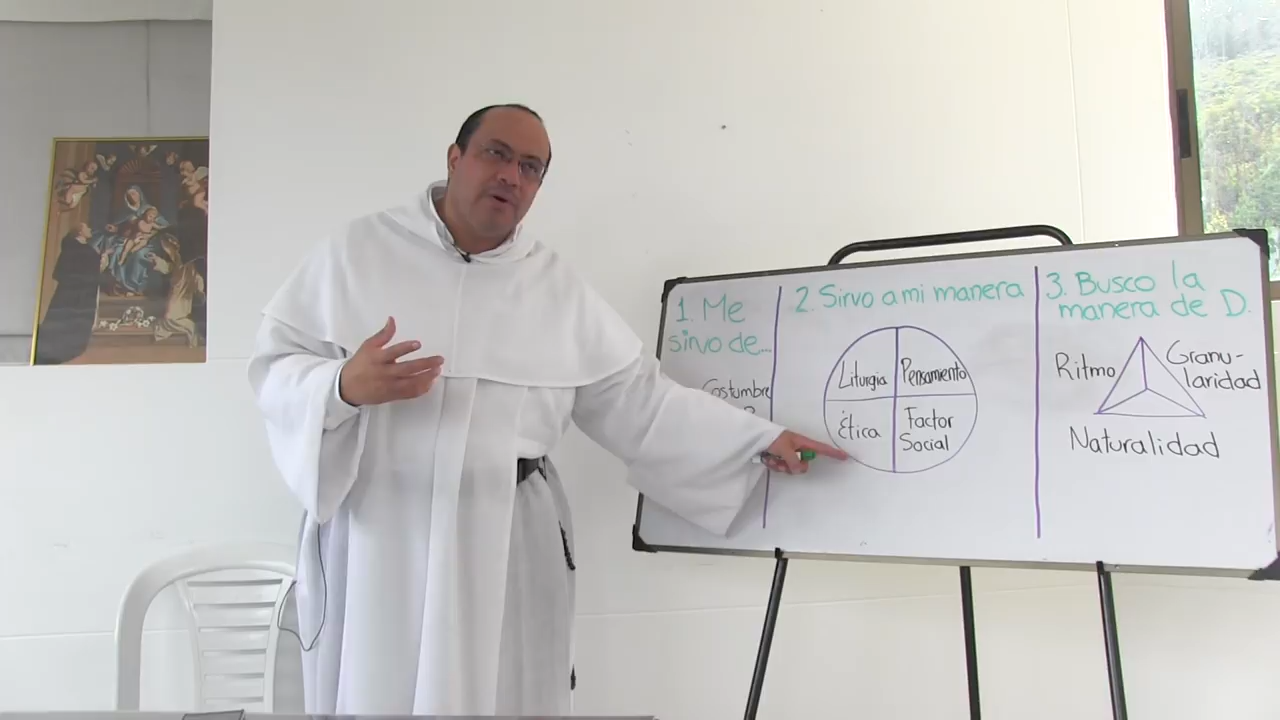 1. Me
sirvo de...
Costumbre
2. Sirvo a mi manera
Liturgia
Pensamiento
Ética
Factor
Social
3. Busco la
manera de D.
Ritmo
Granu-
laridad
Naturalidad